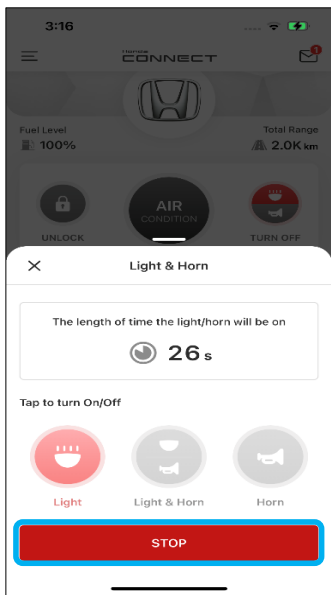 3:16
HONDA
CONNECT
1
Fuel Level
Total Range
100%
2.0K km
AIR
CONDITION
UNLOCK
TURN OFF
Light & Horn
The length of time the light/horn will be on
26 s
Tap to turn On/Off
Light
Light & Horn
Horn
STOP